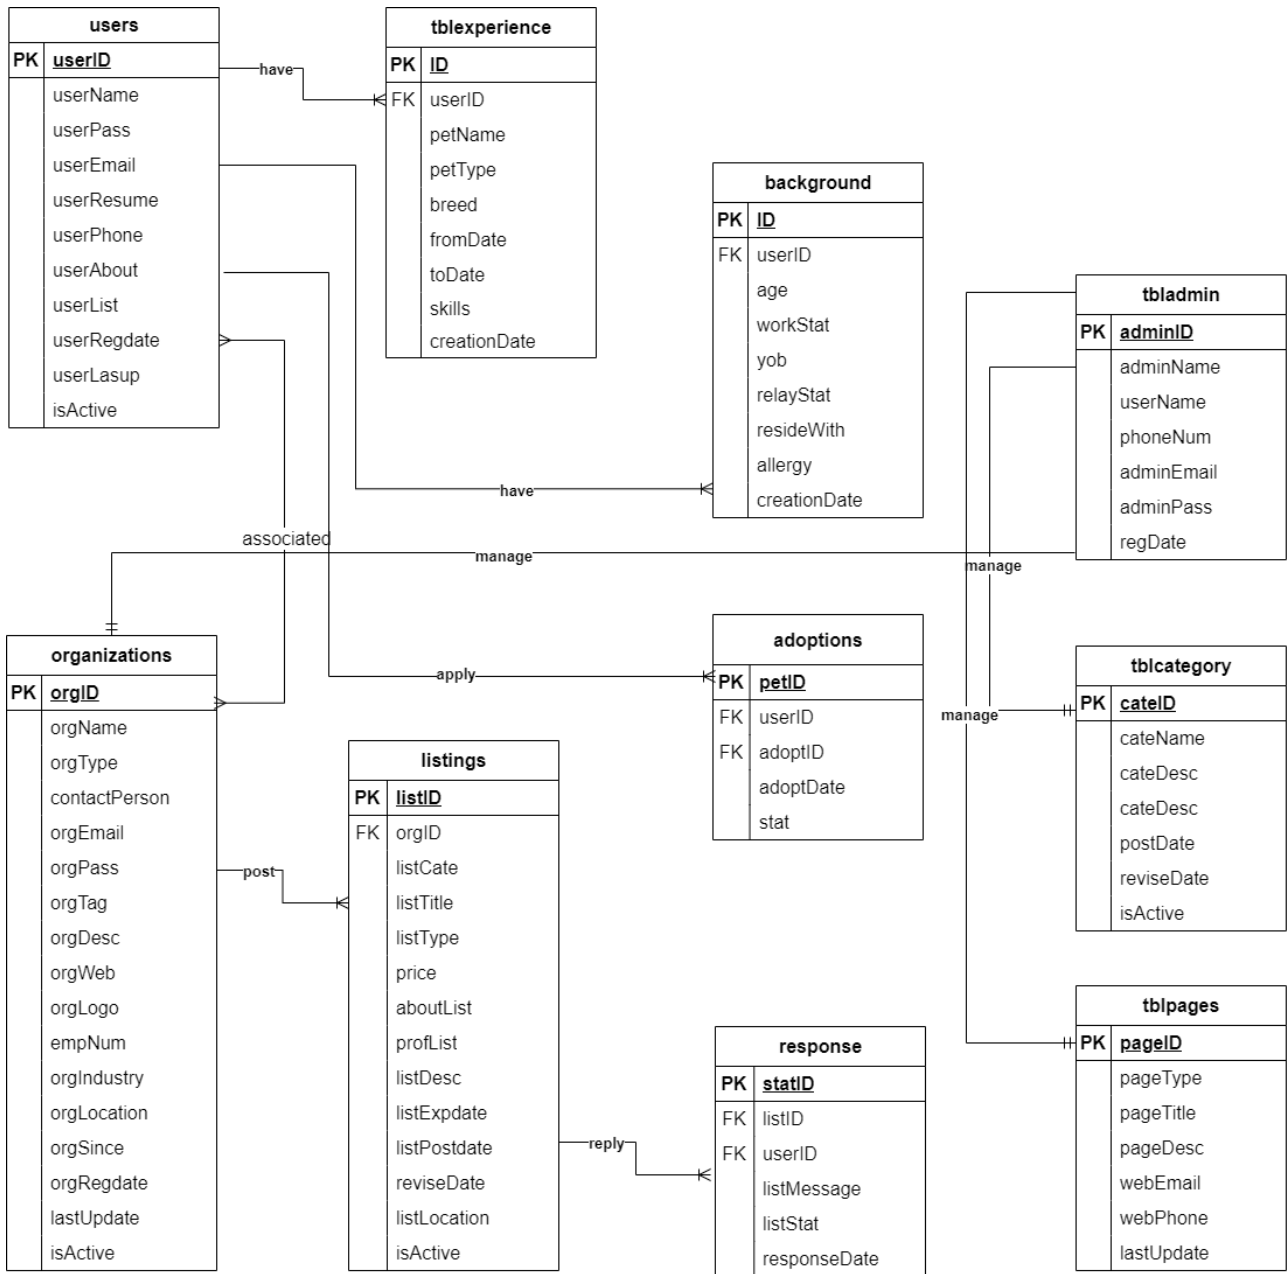 users
PK userID
userName
userPass
userEmail
userResume
userPhone
userAbout
userList
userRegdate
userLasup
isActive
have
tblexperience
PK ID
FK userID
petName
petType
breed
fromDate
toDate
skills
creationDate
background
PK ID
FK userID
age
workStat
yob
relayStat
resideWith
allergy
creationDate
have
tbladmin
PK adminID
adminName
userName
phoneNum
adminEmail
adminPass
regDate
associated
manage
manage
manage
apply
organizations
PK orgID
orgName
orgType
contactPerson
orgEmail
orgPass
orgTag
orgDesc
orgWeb
orgLogo
empNum
orgIndustry
orgLocation
orgSince
orgRegdate
lastUpdate
isActive
post
listings
PK listID
FK orgID
listCate
listTitle
listType
price
aboutList
profList
listDesc
listExpdate
listPostdate
reviseDate
listLocation
isActive
reply
adoptions
PK petID
FK userID
FK adoptID
adoptDate
stat
response
PK statID
FK listID
FK userID
listMessage
listStat
responseDate
tblcategory
PK cateID
cateName
cateDesc
cateDesc
postDate
reviseDate
isActive
tblpages
PK pageID
pageType
pageTitle
pageDesc
webEmail
webPhone
lastUpdate